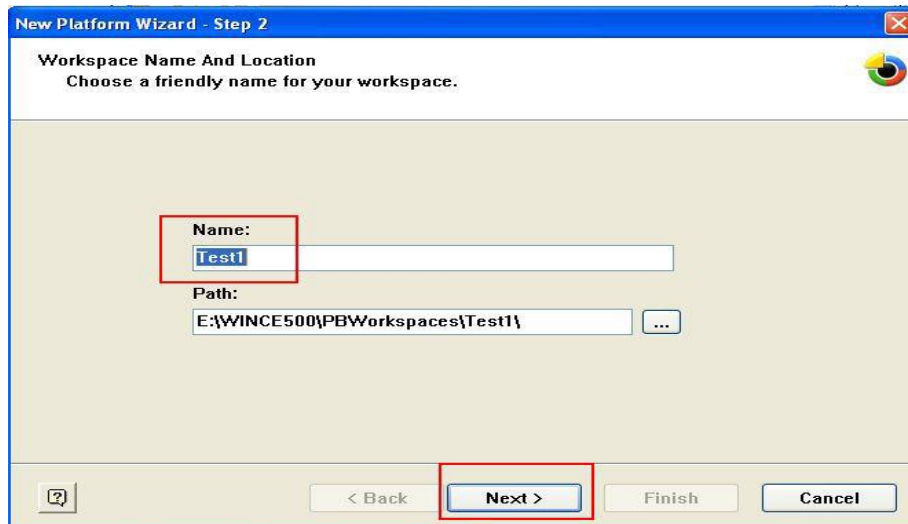 New Platform Wizard - Step 2
Workspace Name And Location
Choose a friendly name for your workspace.
Name:
Test1
Path:
E:\WINCE500\PBWorkspaces\Test1\
...
< Back Next > Finish Cancel